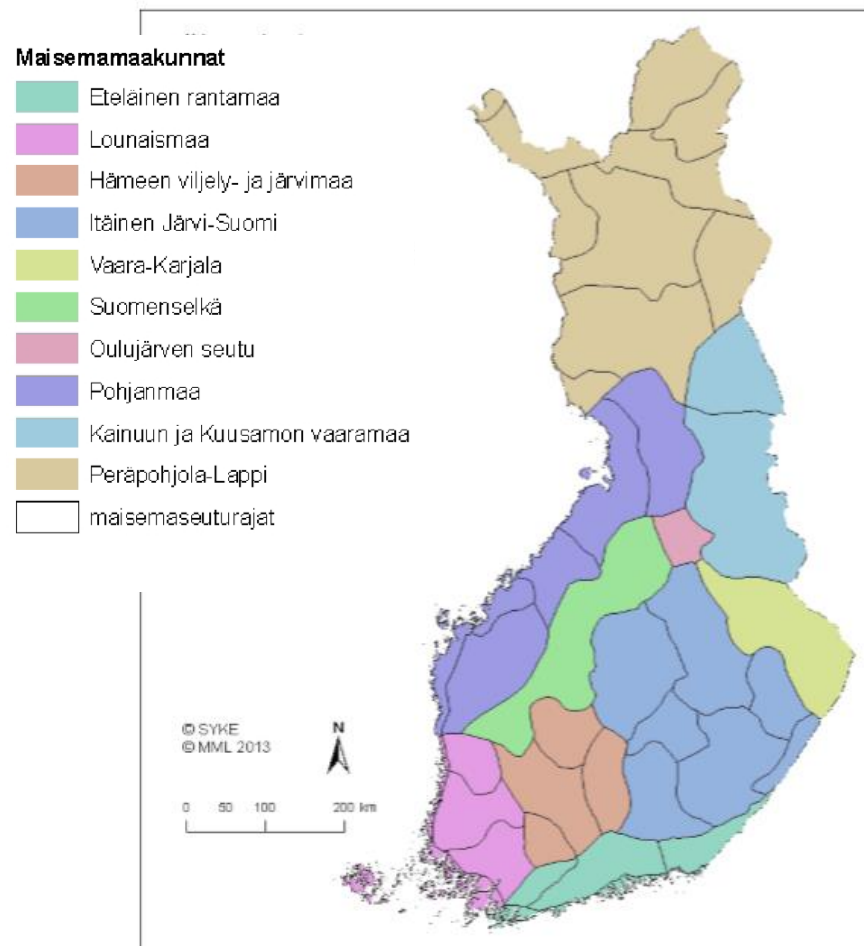 Maisemamaakunnat
Eteläinen rantamaa
Lounaismaa
Hämeen viljely- ja järvimaa
Itäinen Järvi-Suomi
Vaara-Karjala
Suomenselkä
Oulujärven seutu
Pohjanmaa
Kainuun ja Kuusamon vaaramaa
Peräpohjola-Lappi
maisemaseuturajat
© SYKE
© MML 2013
N
0 50 100 200 km